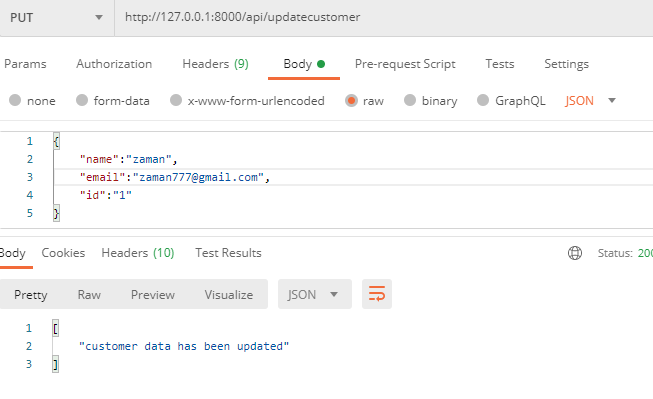 PUT http://127.0.0.1:8000/api/updatecustomer
Params Authorization Headers (9) Body Pre-request Script Tests Settings
none form-data x-www-form-urlencoded raw binary GraphQL JSON
1 {
2 "name":"zaman",
3 "email":"zaman777@gmail.com",
4 "id":"1"
5 }
Body Cookies Headers (10) Test Results Status: 200
Pretty Raw Preview Visualize JSON
1 [
2 "customer data has been updated"
3 ]